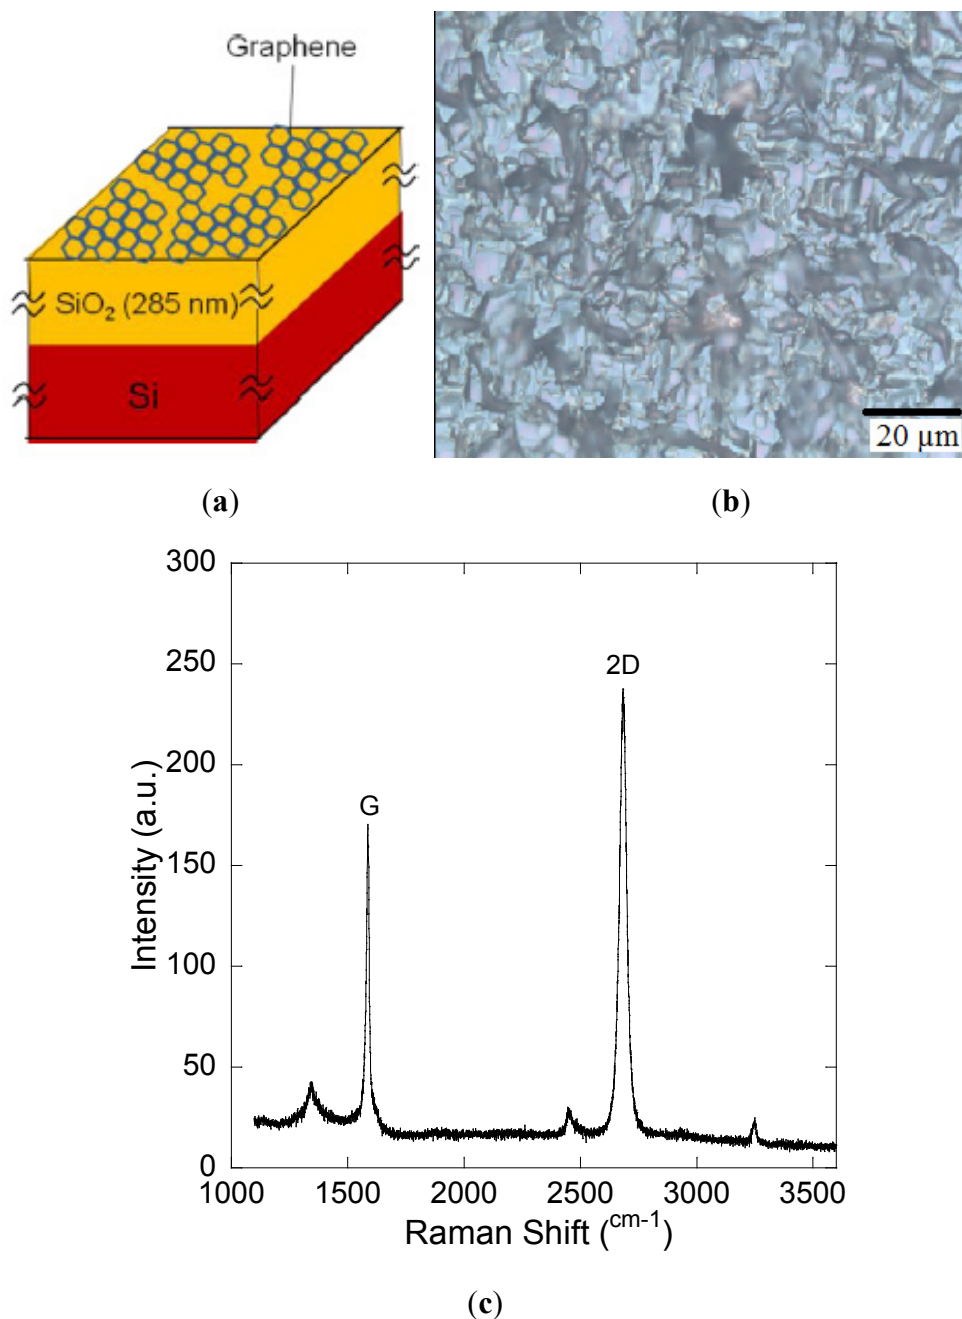 Graphene
SiO2 (285 nm)
Si
20 µm
(a)
(b)
300
250
200
150
100
50
0
Intensity (a.u.)
G
2D
1000 1500 2000 2500 3000 3500
Raman Shift (cm-1)
(c)